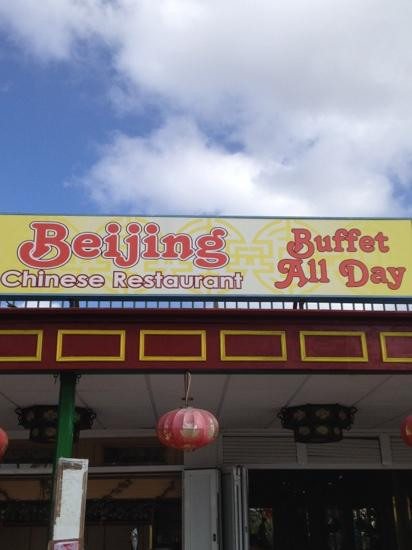 Beijing
Chinese Restaurant
Buffet
All Day